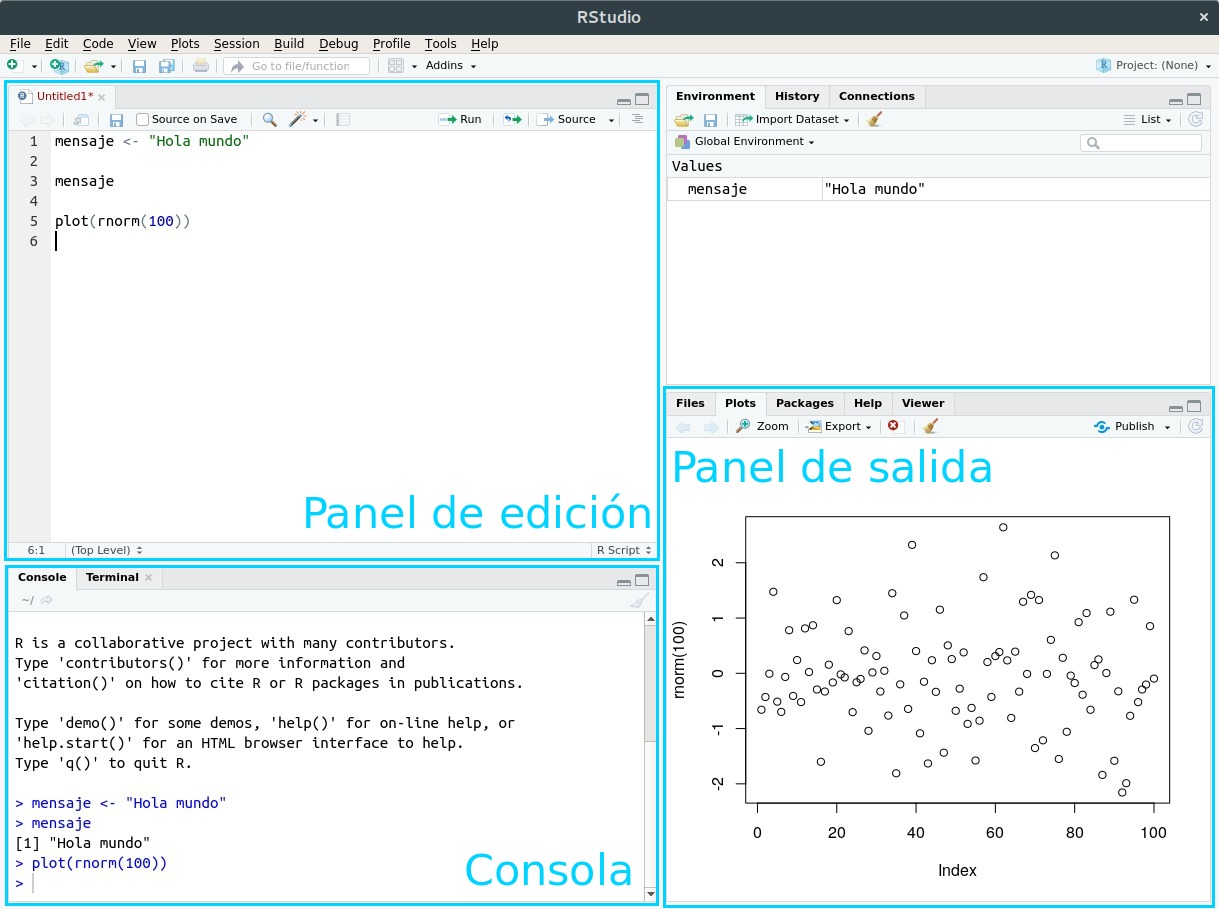 RStudio
File Edit Code View Plots Session Build Debug Profile Tools Help
Go to file/function Addins Project: (None)
Untitled1*
Source on Save Run Source
1 mensaje <- "Hola mundo"
2
3 mensaje
4
5 plot(rnorm(100))
6
Panel de edición
6:1 (Top Level) R Script
Console Terminal
~/
R is a collaborative project with many contributors.
Type 'contributors()' for more information and
'citation()' on how to cite R or R packages in publications.
Type 'demo()' for some demos, 'help()' for on-line help, or
'help.start()' for an HTML browser interface to help.
Type 'q()' to quit R.
> mensaje <- "Hola mundo"
> mensaje
[1] "Hola mundo"
> plot(rnorm(100))
>
Consola
Environment History Connections
Import Dataset List
Global Environment
Values
mensaje "Hola mundo"
Files Plots Packages Help Viewer
Zoom Export Publish
Panel de salida
rnorm(100)
2
1
0
-1
-2
0 20 40 60 80 100
Index